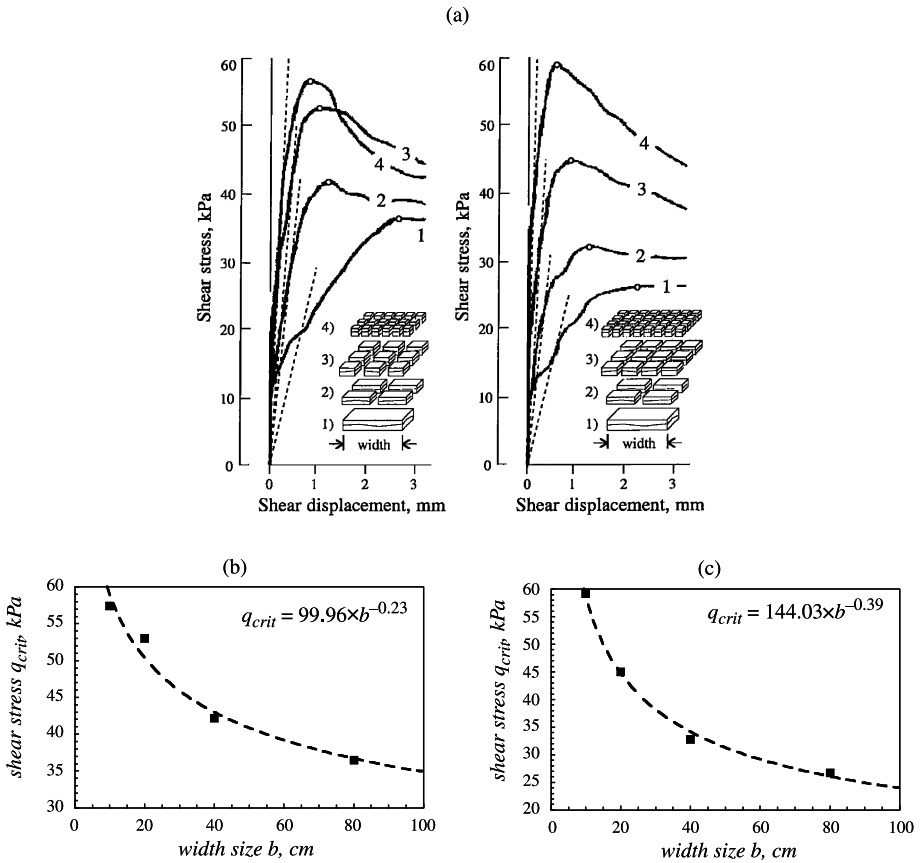 (a)
60
50
40
30
20
10
0
Shear stress, kPa
3
4
2
1
4)
3)
2)
1)
width
0 1 2 3
Shear displacement, mm
60
50
40
30
20
10
0
Shear stress, kPa
4
3
2
1
4)
3)
2)
1)
width
0 1 2 3
Shear displacement, mm
(b)
60
55
50
45
40
35
30
shear stress q_crit, kPa
q_crit = 99.96×b^–0.23
0 20 40 60 80 100
width size b, cm
(c)
60
55
50
45
40
35
30
25
20
shear stress q_crit, kPa
q_crit = 144.03×b^–0.39
0 20 40 60 80 100
width size b, cm